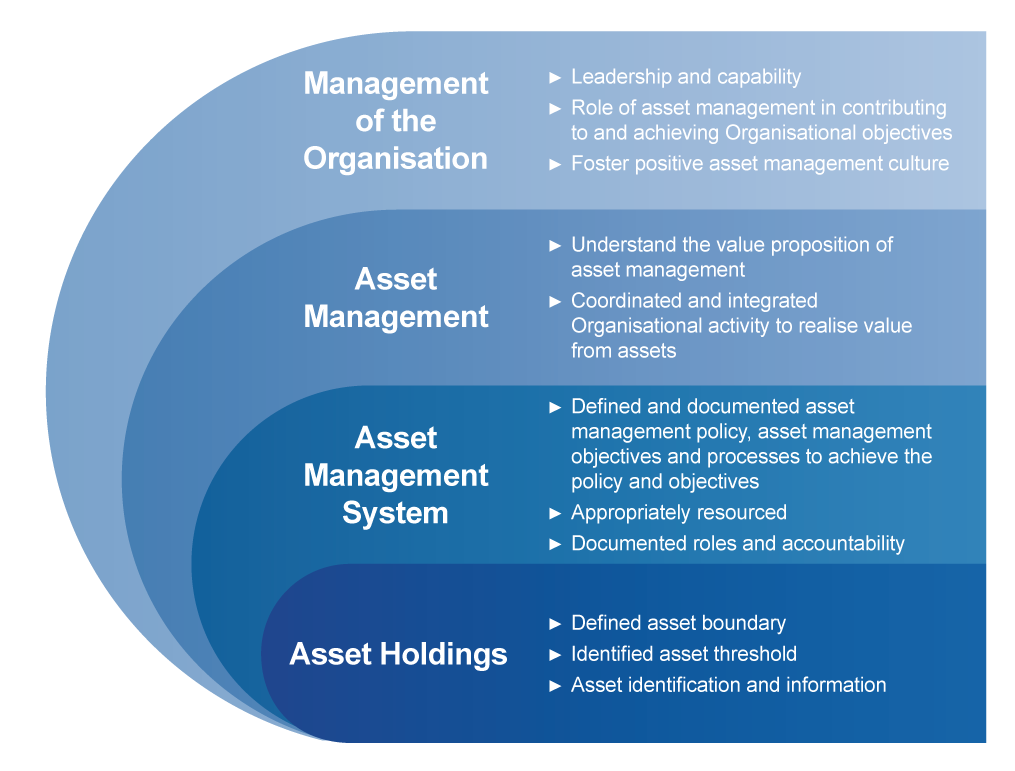 Management
of the
Organisation
► Leadership and capability
► Role of asset management in contributing
to and achieving Organisational objectives
► Foster positive asset management culture
Asset
Management
► Understand the value proposition of
asset management
► Coordinated and integrated
Organisational activity to realise value
from assets
Asset
Management
System
► Defined and documented asset
management policy, asset management
objectives and processes to achieve the
policy and objectives
► Appropriately resourced
► Documented roles and accountability
Asset Holdings
► Defined asset boundary
► Identified asset threshold
► Asset identification and information